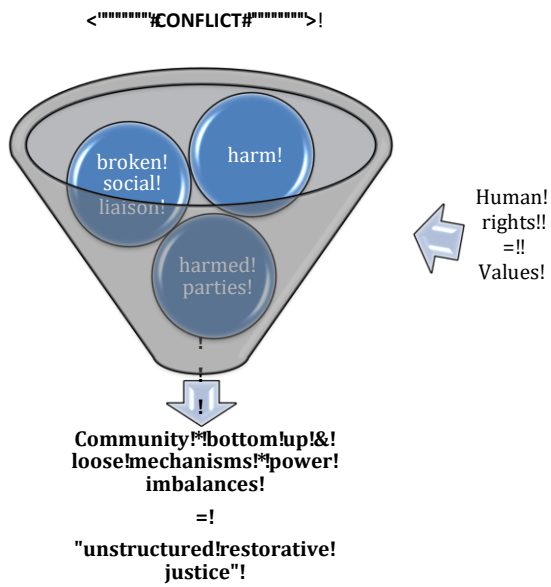 <"""""""'#CONFLICT#"""""""">!
broken!
social!
liaison!
harm!
harmed!
parties!
Human!
rights!!
=!!
Values!
!
!
!
Community!*!bottom!up!&!
loose!mechanisms!*!power!
imbalances!
=!
"unstructured!restorative!
justice"!